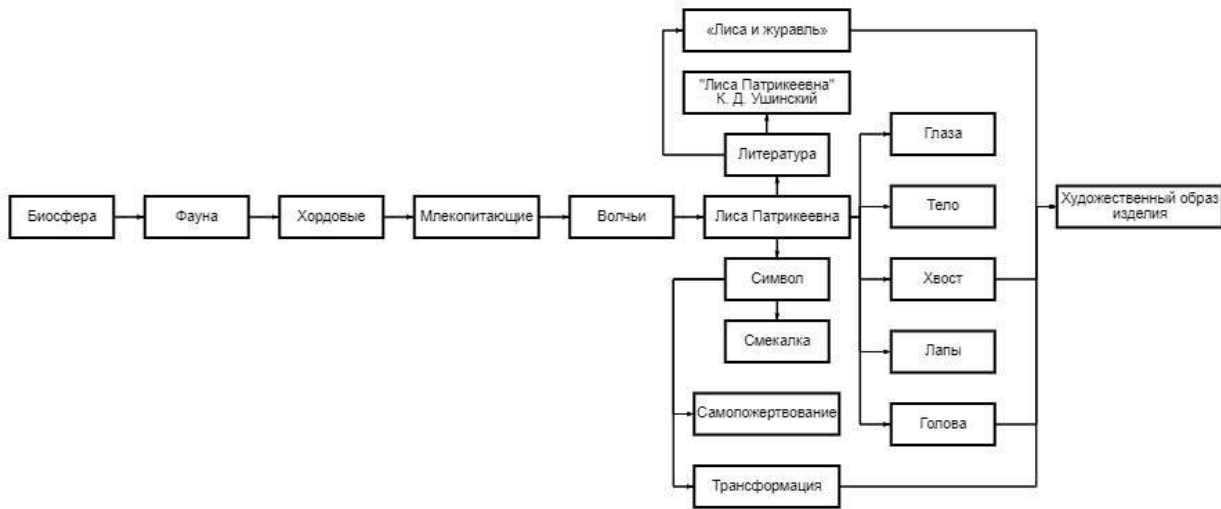 «Лиса и журавль»
"Лиса Патрикеевна"
К. Д. Ушинский
Литература
Глаза
Тело
Биосфера
Фауна
Хордовые
Млекопитающие
Волчьи
Лиса Патрикеевна
Художественный образ
изделия
Символ
Хвост
Смекалка
Лапы
Самопожертвование
Голова
Трансформация